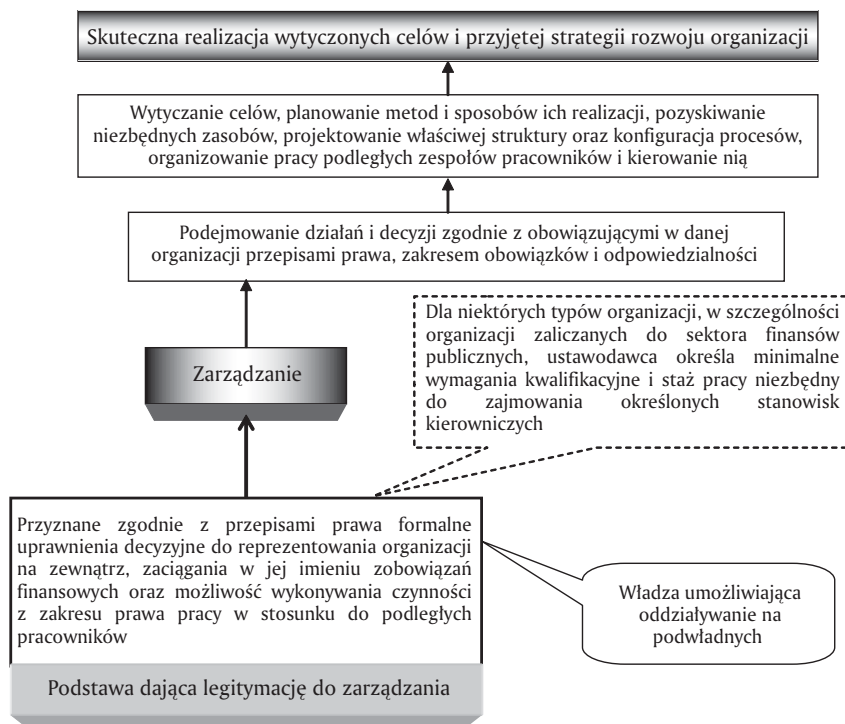 Skuteczna realizacja wytyczonych celów i przyjętej strategii rozwoju organizacji
Wytyczanie celów, planowanie metod i sposobów ich realizacji, pozyskiwanie
niezbędnych zasobów, projektowanie właściwej struktury oraz konfiguracja procesów,
organizowanie pracy podległych zespołów pracowników i kierowanie nią
Podejmowanie działań i decyzji zgodnie z obowiązującymi w danej
organizacji przepisami prawa, zakresem obowiązków i odpowiedzialności
Dla niektórych typów organizacji, w szczególności
organizacji zaliczanych do sektora finansów
publicznych, ustawodawca określa minimalne
wymagania kwalifikacyjne i staż pracy niezbędny
do zajmowania określonych stanowisk
kierowniczych
Zarządzanie
Przyznane zgodnie z przepisami prawa formalne
uprawnienia decyzyjne do reprezentowania organizacji
na zewnątrz, zaciągania w jej imieniu zobowiązań
finansowych oraz możliwość wykonywania czynności
z zakresu prawa pracy w stosunku do podległych
pracowników
Władza umożliwiająca
oddziaływanie na
podwładnych
Podstawa dająca legitymację do zarządzania